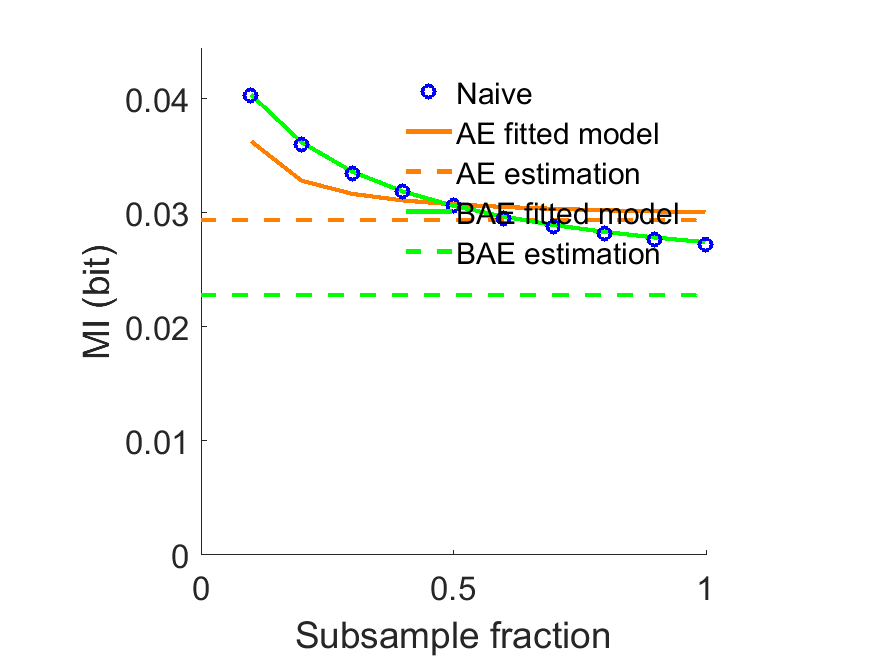 Naive
AE fitted model
AE estimation
BAE fitted model
BAE estimation
MI (bit)
0.04
0.03
0.02
0.01
0
0 0.5 1
Subsample fraction